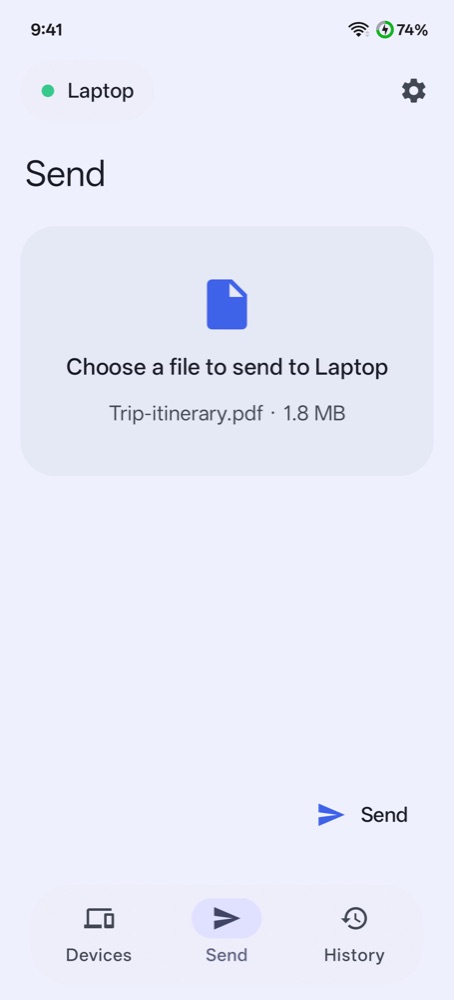 9:41
74%
Laptop
Send
Choose a file to send to Laptop
Trip-itinerary.pdf · 1.8 MB
Send
Devices
Send
History